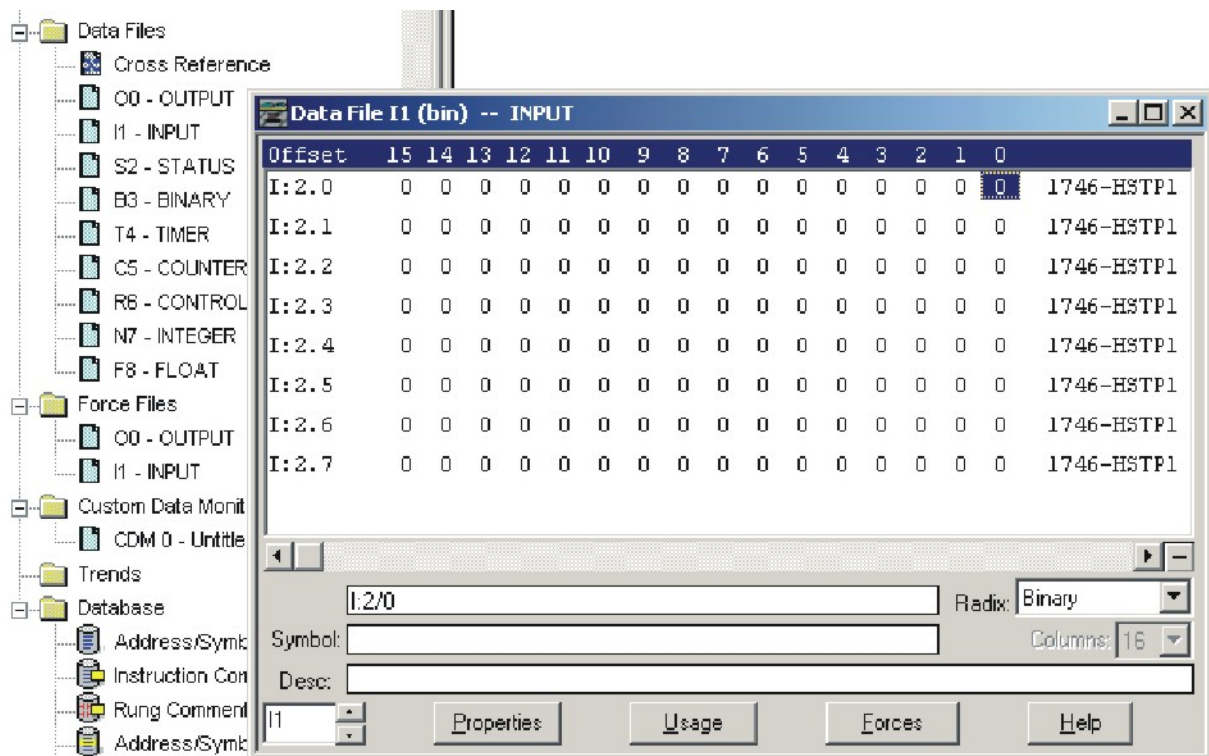 Data Files
Cross Reference
O0 - OUTPUT
I1 - INPUT
S2 - STATUS
B3 - BINARY
T4 - TIMER
C5 - COUNTER
R6 - CONTROL
N7 - INTEGER
F8 - FLOAT
Force Files
O0 - OUTPUT
I1 - INPUT
Custom Data Monit
CDM 0 - Untitle
Trends
Database
Address/Symb
Instruction Com
Rung Comment
Address/Symb
Data File I1 (bin) -- INPUT
Offset 15 14 13 12 11 10 9 8 7 6 5 4 3 2 1 0
I:2.0 0 0 0 0 0 0 0 0 0 0 0 0 0 0 0 0 1746-HSTP1
I:2.1 0 0 0 0 0 0 0 0 0 0 0 0 0 0 0 0 1746-HSTP1
I:2.2 0 0 0 0 0 0 0 0 0 0 0 0 0 0 0 0 1746-HSTP1
I:2.3 0 0 0 0 0 0 0 0 0 0 0 0 0 0 0 0 1746-HSTP1
I:2.4 0 0 0 0 0 0 0 0 0 0 0 0 0 0 0 0 1746-HSTP1
I:2.5 0 0 0 0 0 0 0 0 0 0 0 0 0 0 0 0 1746-HSTP1
I:2.6 0 0 0 0 0 0 0 0 0 0 0 0 0 0 0 0 1746-HSTP1
I:2.7 0 0 0 0 0 0 0 0 0 0 0 0 0 0 0 0 1746-HSTP1
I:2/0 Radix: Binary
Symbol: Columns: 16
Desc:
I1 Properties Usage Forces Help